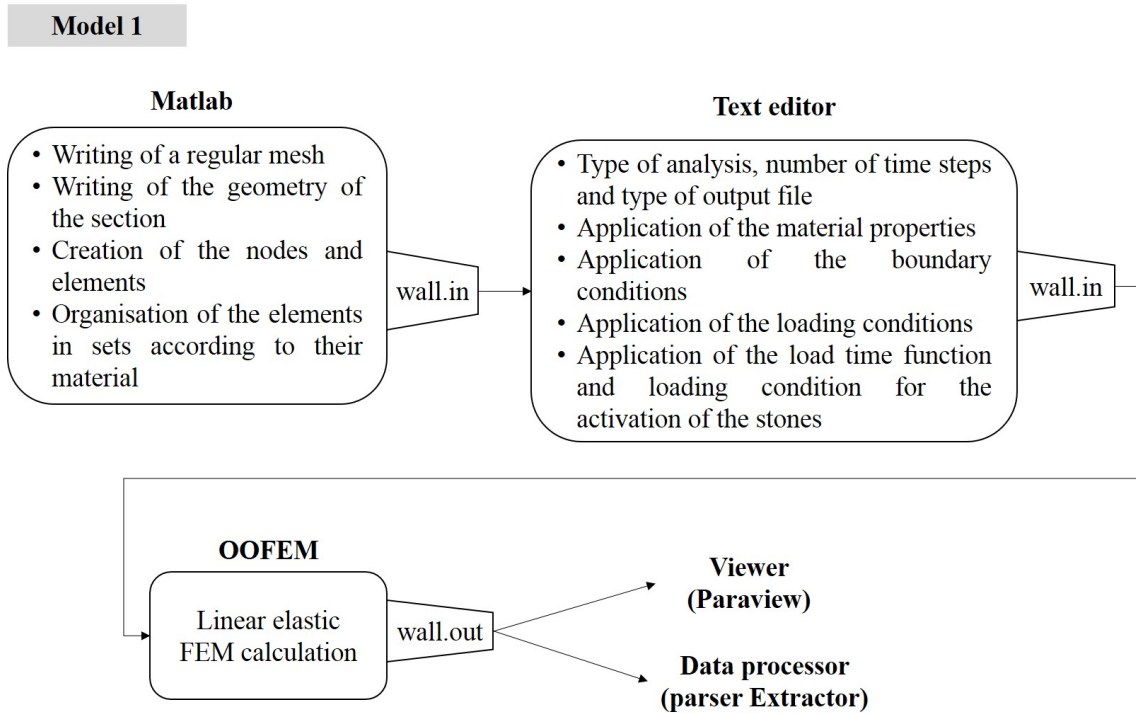 Model 1
Matlab
• Writing of a regular mesh
• Writing of the geometry of
the section
• Creation of the nodes and
elements
• Organisation of the elements
in sets according to their
material
wall.in
Text editor
• Type of analysis, number of time steps
and type of output file
• Application of the material properties
• Application of the boundary
conditions
• Application of the loading conditions
• Application of the load time function
and loading condition for the
activation of the stones
wall.in
OOFEM
Linear elastic
FEM calculation
wall.out
Viewer
(Paraview)
Data processor
(parser Extractor)